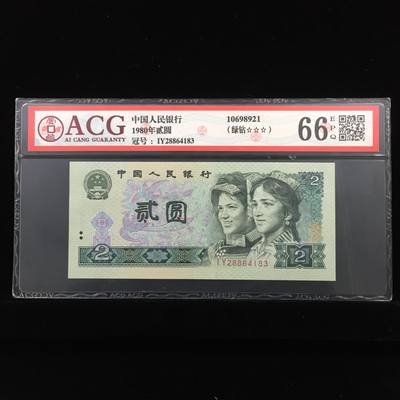 ACG
AI CANG GUARANTY
中国人民银行
1980年贰圆
冠号：IY28864183
10698921
（绿钻☆☆☆）
66
EPQ
中国人民银行
贰圆
2
2
2
IY28864183